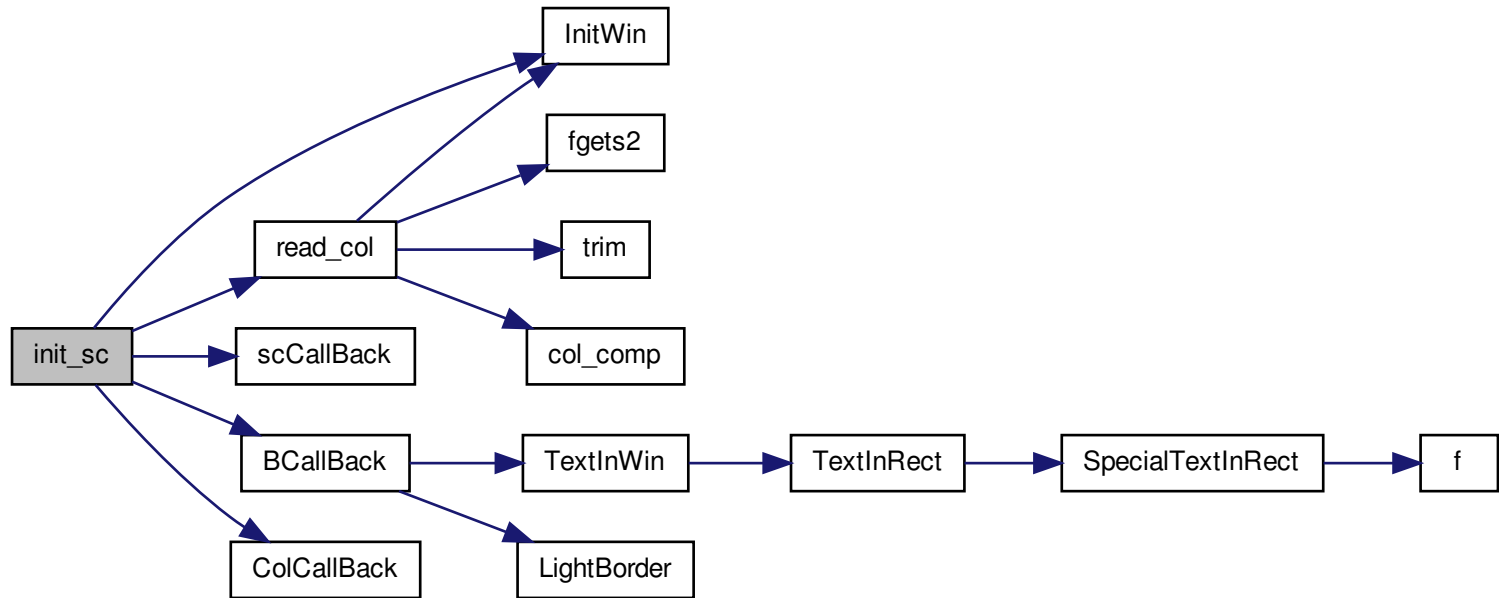 InitWin
fgets2
read_col
trim
init_sc
scCallBack
col_comp
BCallBack
TextInWin
TextInRect
SpecialTextInRect
f
ColCallBack
LightBorder